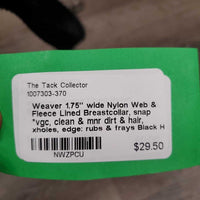 The Tack Collector
1007303-370
Weaver 1.75" wide Nylon Web &
Fleece Lined Breastcollar, snap
*vgc, clean & mnr dirt & hair,
xholes, edge: rubs & frays Black H
NWZPCU
$29.50